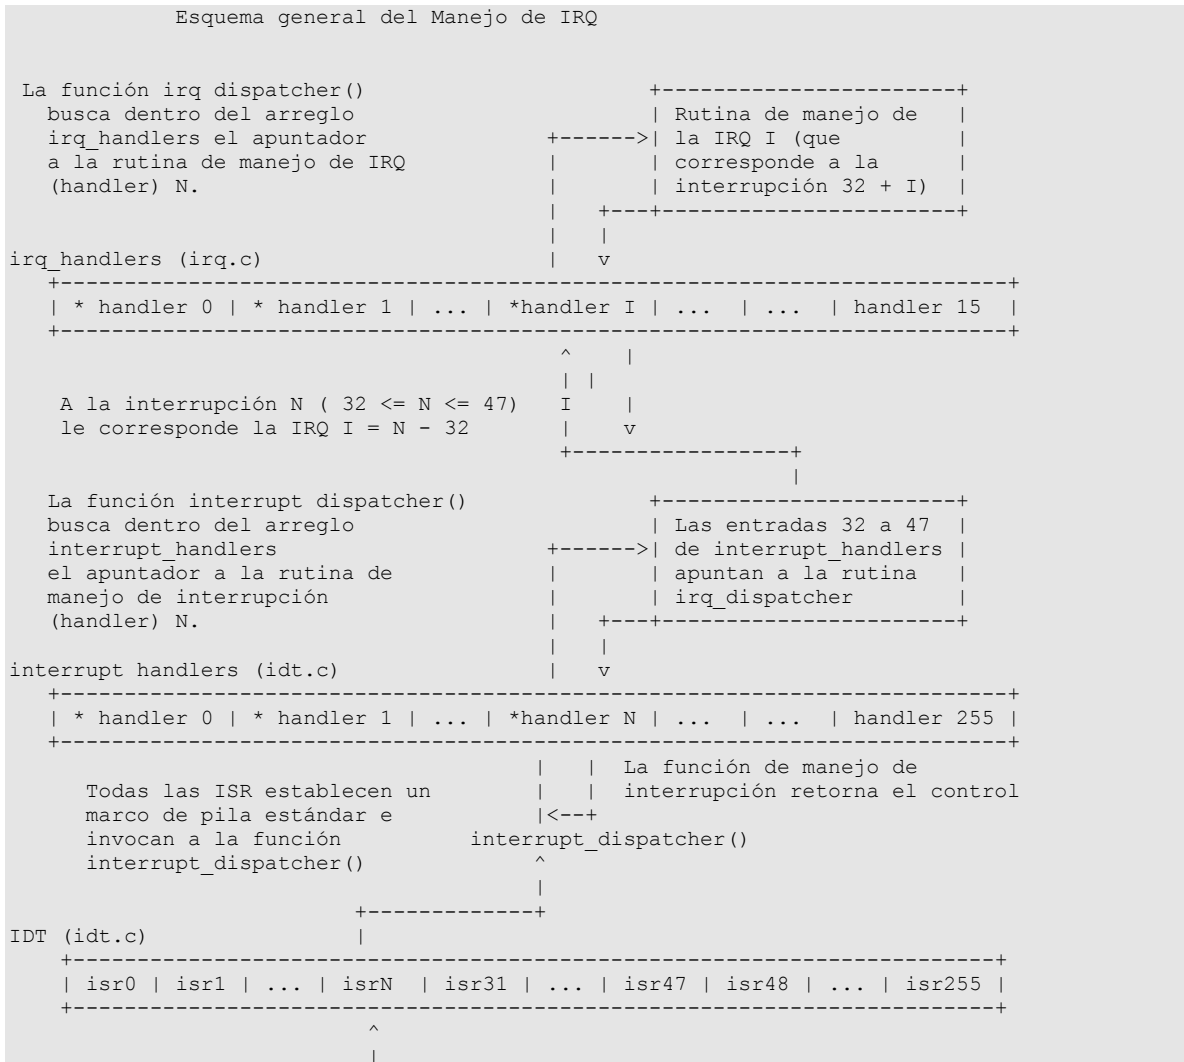 Esquema general del Manejo de IRQ
La función irq dispatcher()                      +-----------------------+
busca dentro del arreglo                       | Rutina de manejo de   |
irq_handlers el apuntador              +------>| la IRQ I (que         |
a la rutina de manejo de IRQ           |       | corresponde a la      |
(handler) N.                           |       | interrupción 32 + I)  |
|   +---+-----------------------+
|   |
irq_handlers (irq.c)                       |   v
+--------------------------------------------------------------------------+
| * handler 0 | * handler 1 | ... | *handler I | ...  | ...  | handler 15  |
+--------------------------------------------------------------------------+
^    |
| |
A la interrupción N ( 32 <= N <= 47)   I    |
le corresponde la IRQ I = N - 32       |    v
+-----------------+
|
La función interrupt dispatcher()              +-----------------------+
busca dentro del arreglo                       | Las entradas 32 a 47  |
interrupt_handlers                     +------>| de interrupt_handlers |
el apuntador a la rutina de            |       | apuntan a la rutina   |
manejo de interrupción                 |       | irq_dispatcher        |
(handler) N.                           |   +---+-----------------------+
|   |
interrupt handlers (idt.c)                 |   v
+--------------------------------------------------------------------------+
| * handler 0 | * handler 1 | ... | *handler N | ...  | ...  | handler 255 |
+--------------------------------------------------------------------------+
|   |  La función de manejo de
Todas las ISR establecen un        |   |  interrupción retorna el control
marco de pila estándar e           |<--+
invocan a la función          interrupt_dispatcher()
interrupt_dispatcher()             ^
|
+-------------+
IDT (idt.c)                |
+------------------------------------------------------------------------+
| isr0 | isr1 | ... | isrN  | isr31 | ... | isr47 | isr48 | ... | isr255 |
+------------------------------------------------------------------------+
^
|